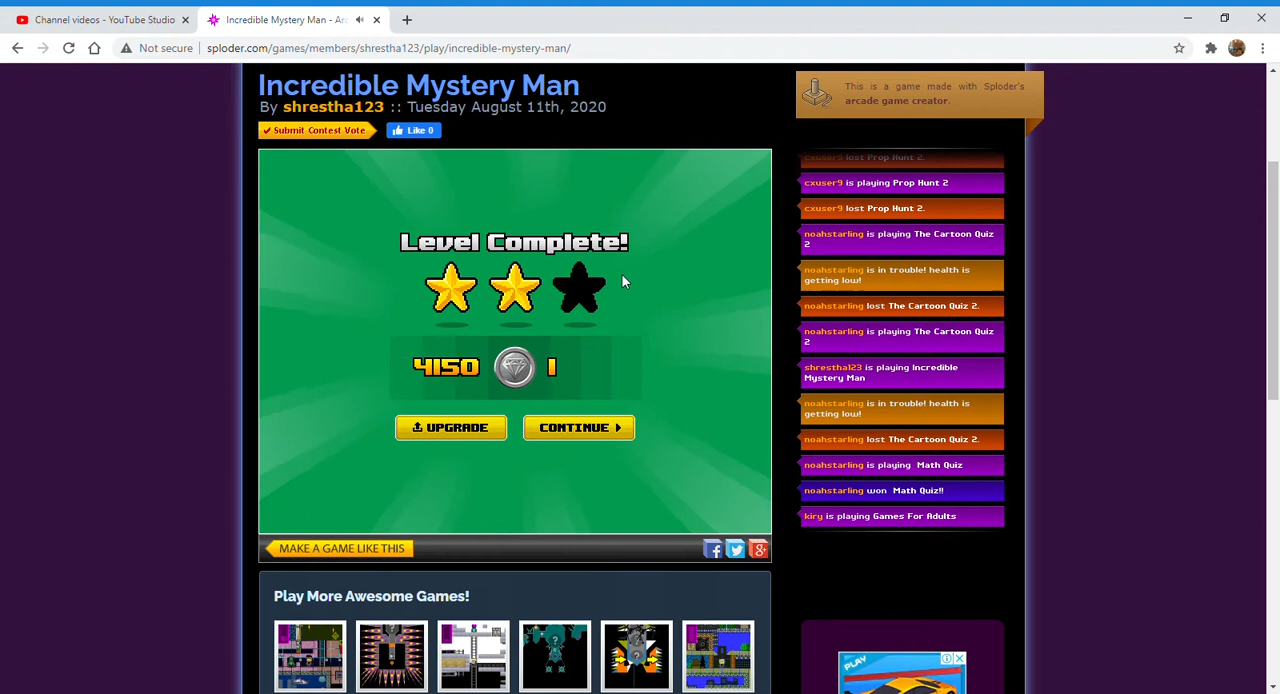 Channel videos - YouTube Studio
Incredible Mystery Man - Arc
Not secure
sploder.com/games/members/shrestha123/play/incredible-mystery-man/
Incredible Mystery Man
By shrestha123 :: Tuesday August 11th, 2020
Submit Contest Vote
Like 0
This is a game made with Sploder's
arcade game creator.
Level Complete!
4150 1
UPGRADE
CONTINUE
MAKE A GAME LIKE THIS
Play More Awesome Games!
cxuser9 lost Prop Hunt 2.
cxuser9 is playing Prop Hunt 2
cxuser9 lost Prop Hunt 2.
noahstarling is playing The Cartoon Quiz
2
noahstarling is in trouble! health is
getting low!
noahstarling lost The Cartoon Quiz 2.
noahstarling is playing The Cartoon Quiz
2
shrestha123 is playing Incredible
Mystery Man
noahstarling is in trouble! health is
getting low!
noahstarling lost The Cartoon Quiz 2.
noahstarling is playing Math Quiz
noahstarling won Math Quiz!!
kiry is playing Games For Adults
PLAY